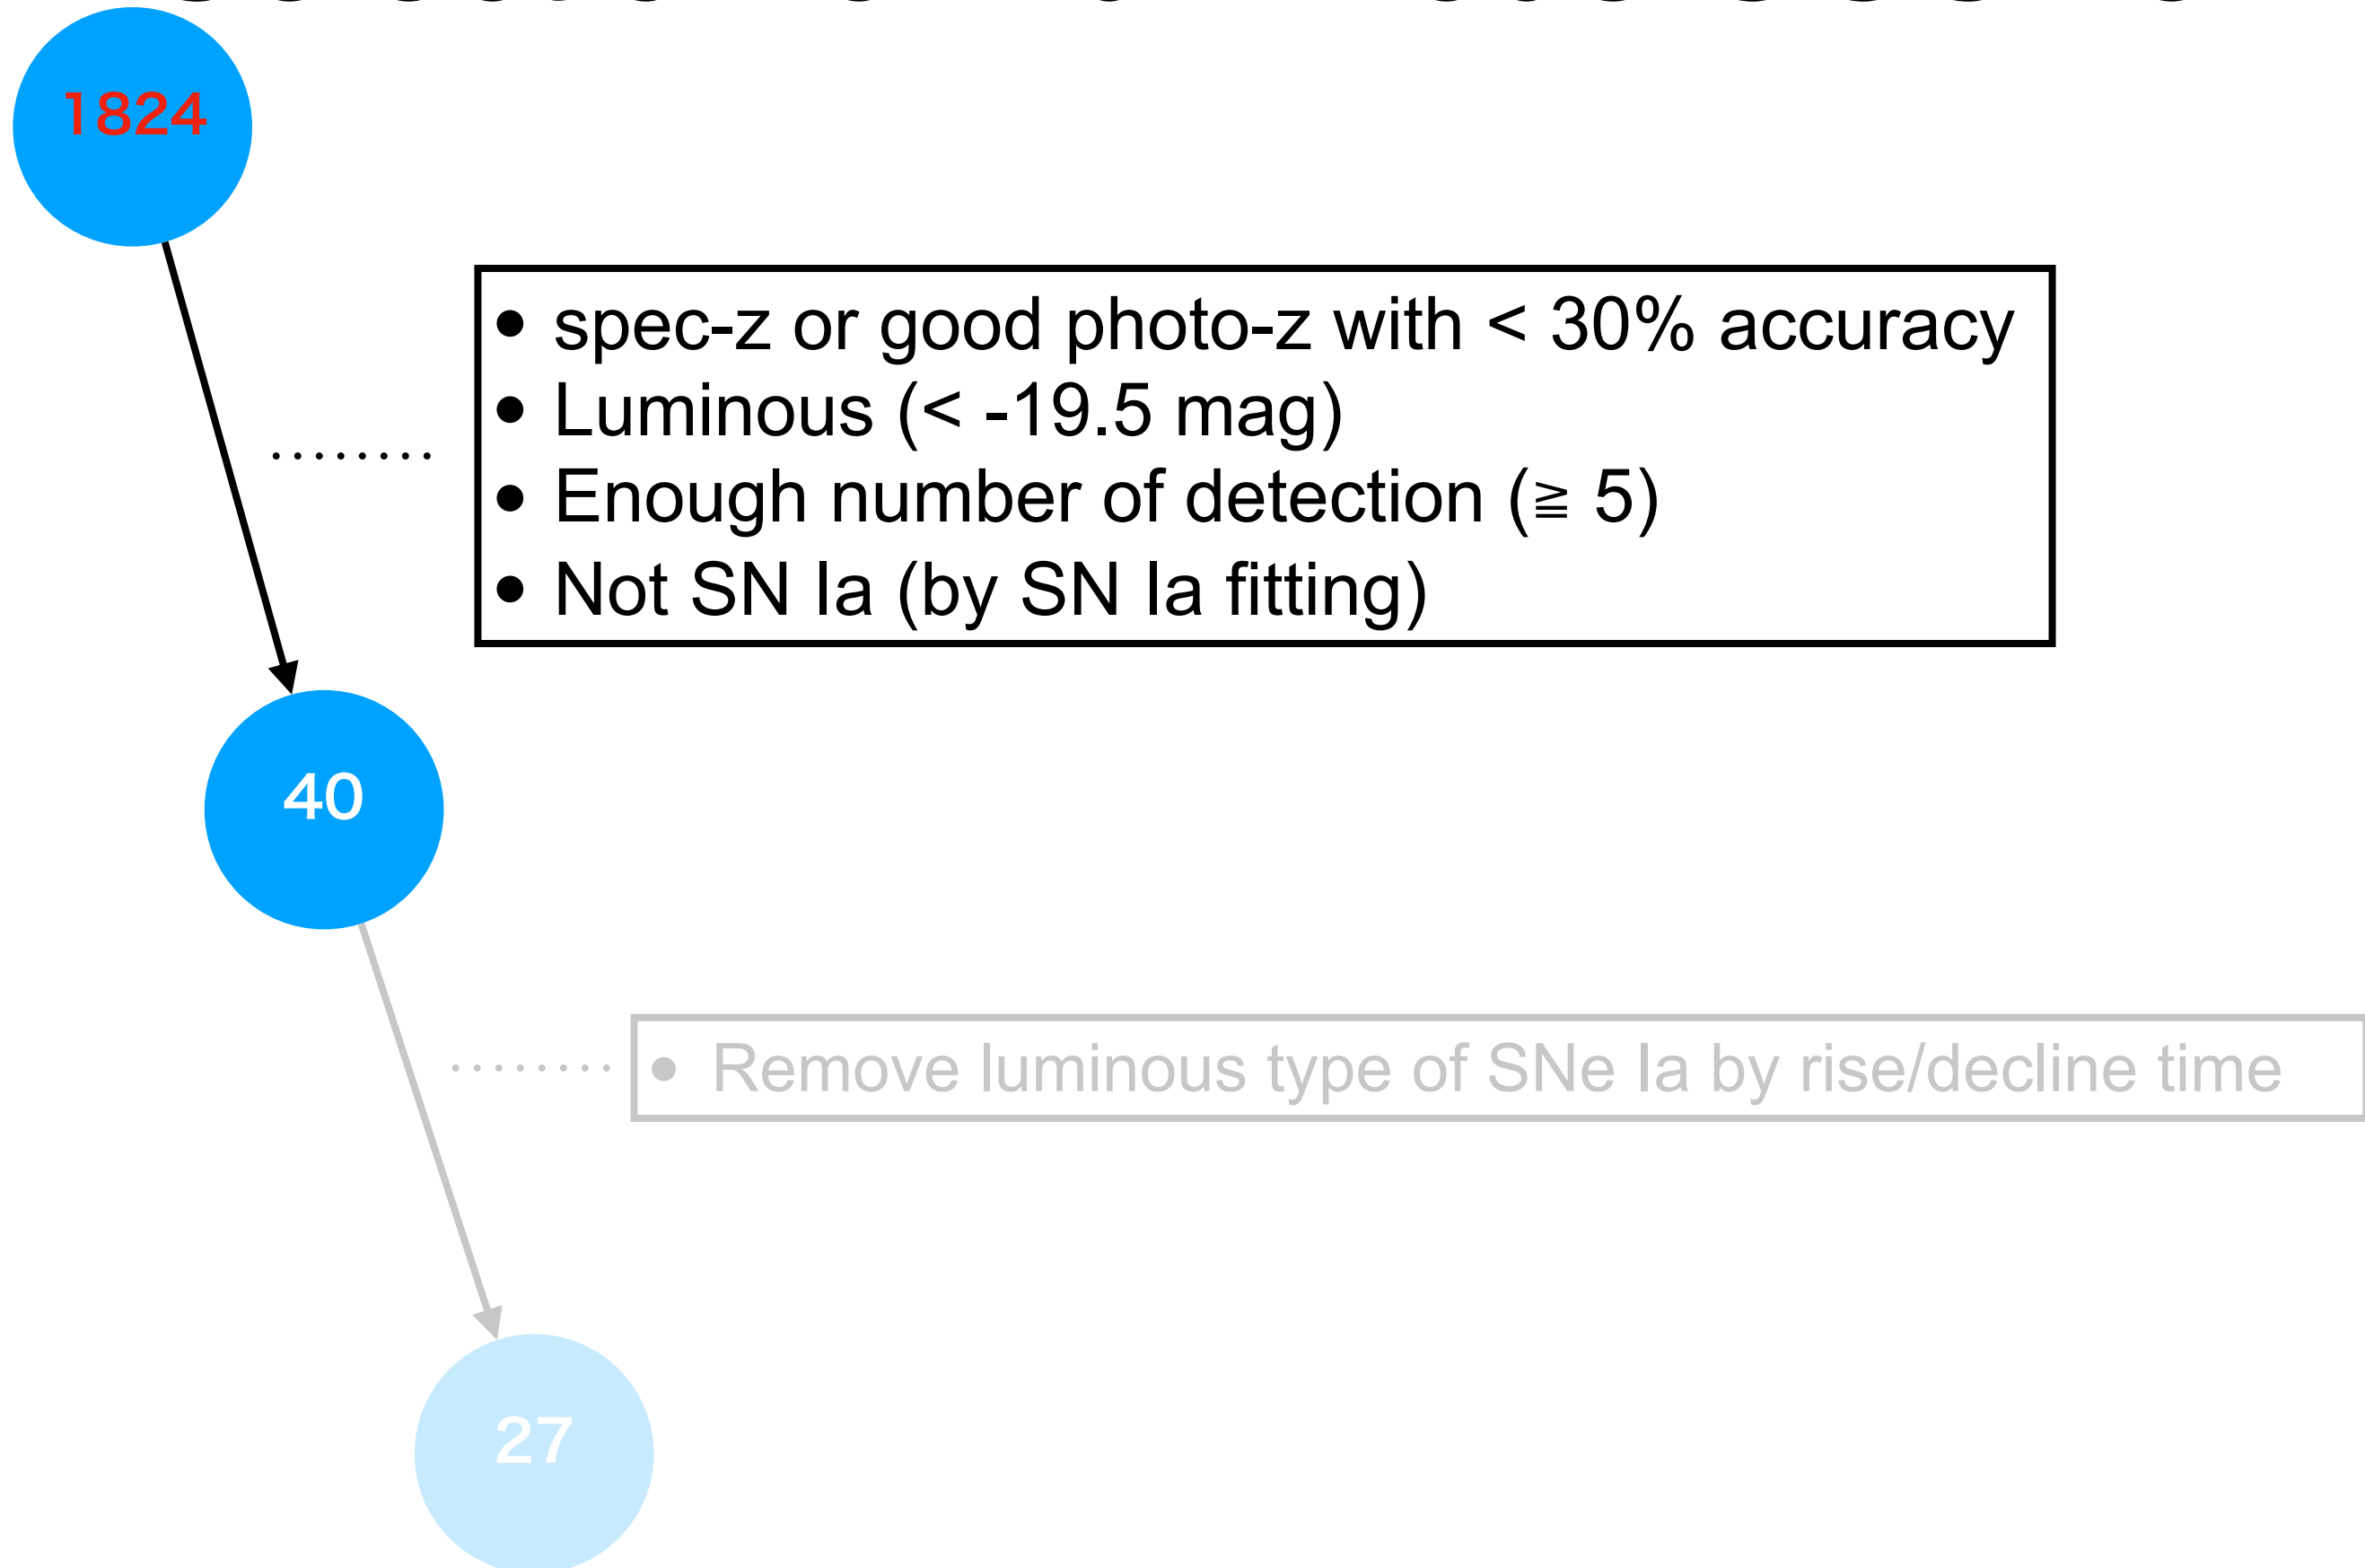 1824
● spec-z or good photo-z with < 30% accuracy
● Luminous (< -19.5 mag)
● Enough number of detection (≧ 5)
● Not SN Ia (by SN Ia fitting)
40
● Remove luminous type of SNe Ia by rise/decline time
27